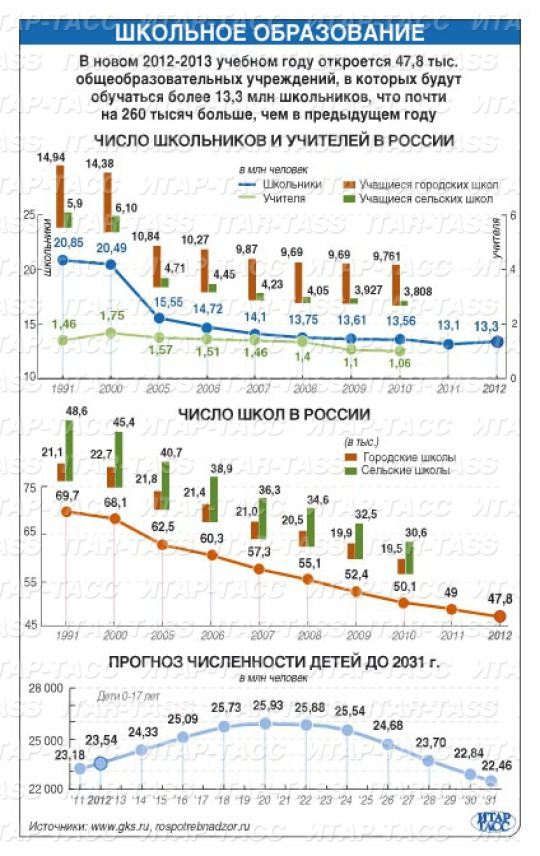 ШКОЛЬНОЕ ОБРАЗОВАНИЕ
В новом 2012-2013 учебном году откроется 47,8 тыс.
общеобразовательных учреждений, в которых будут
обучаться более 13,3 млн школьников, что почти
на 260 тысяч больше, чем в предыдущем году
ЧИСЛО ШКОЛЬНИКОВ И УЧИТЕЛЕЙ В РОССИИ
в млн человек
Школьники
Учителя
Учащиеся городских школ
Учащиеся сельских школ
школьники
учителя
25
20
15
10
6
4
2
0
14,94 14,38 10,84 10,27 9,87 9,69 9,69 9,761
5,9 6,10 4,71 4,45 4,23 4,05 3,927 3,808
20,85 20,49 15,55 14,72 14,1 13,75 13,61 13,56 13,1 13,3
1,46 1,75 1,57 1,51 1,46 1,4 1,1 1,06
1991 2000 2005 2006 2007 2008 2009 2010 2011 2012
ЧИСЛО ШКОЛ В РОССИИ
(в тыс.)
Городские школы
Сельские школы
75
65
55
45
48,6 45,4 40,7 38,9 36,3 34,6 32,5 30,6
21,1 22,7 21,8 21,4 21,0 20,5 19,9 19,5
69,7 68,1 62,5 60,3 57,3 55,1 52,4 50,1 49 47,8
1991 2000 2005 2006 2007 2008 2009 2010 2011 2012
ПРОГНОЗ ЧИСЛЕННОСТИ ДЕТЕЙ ДО 2031 г.
в млн человек
Дети 0-17 лет
28 000
25 000
22 000
23,18 23,54 24,33 25,09 25,73 25,93 25,88 25,54 24,68 23,70 22,84 22,46
'11 2012 '13 '14 '15 '16 '17 '18 '19 '20 '21 '22 '23 '24 '25 '26 '27 '28 '29 '30 '31
Источники: www.gks.ru, rospotrebnadzor.ru
ИТАР
ТАСС